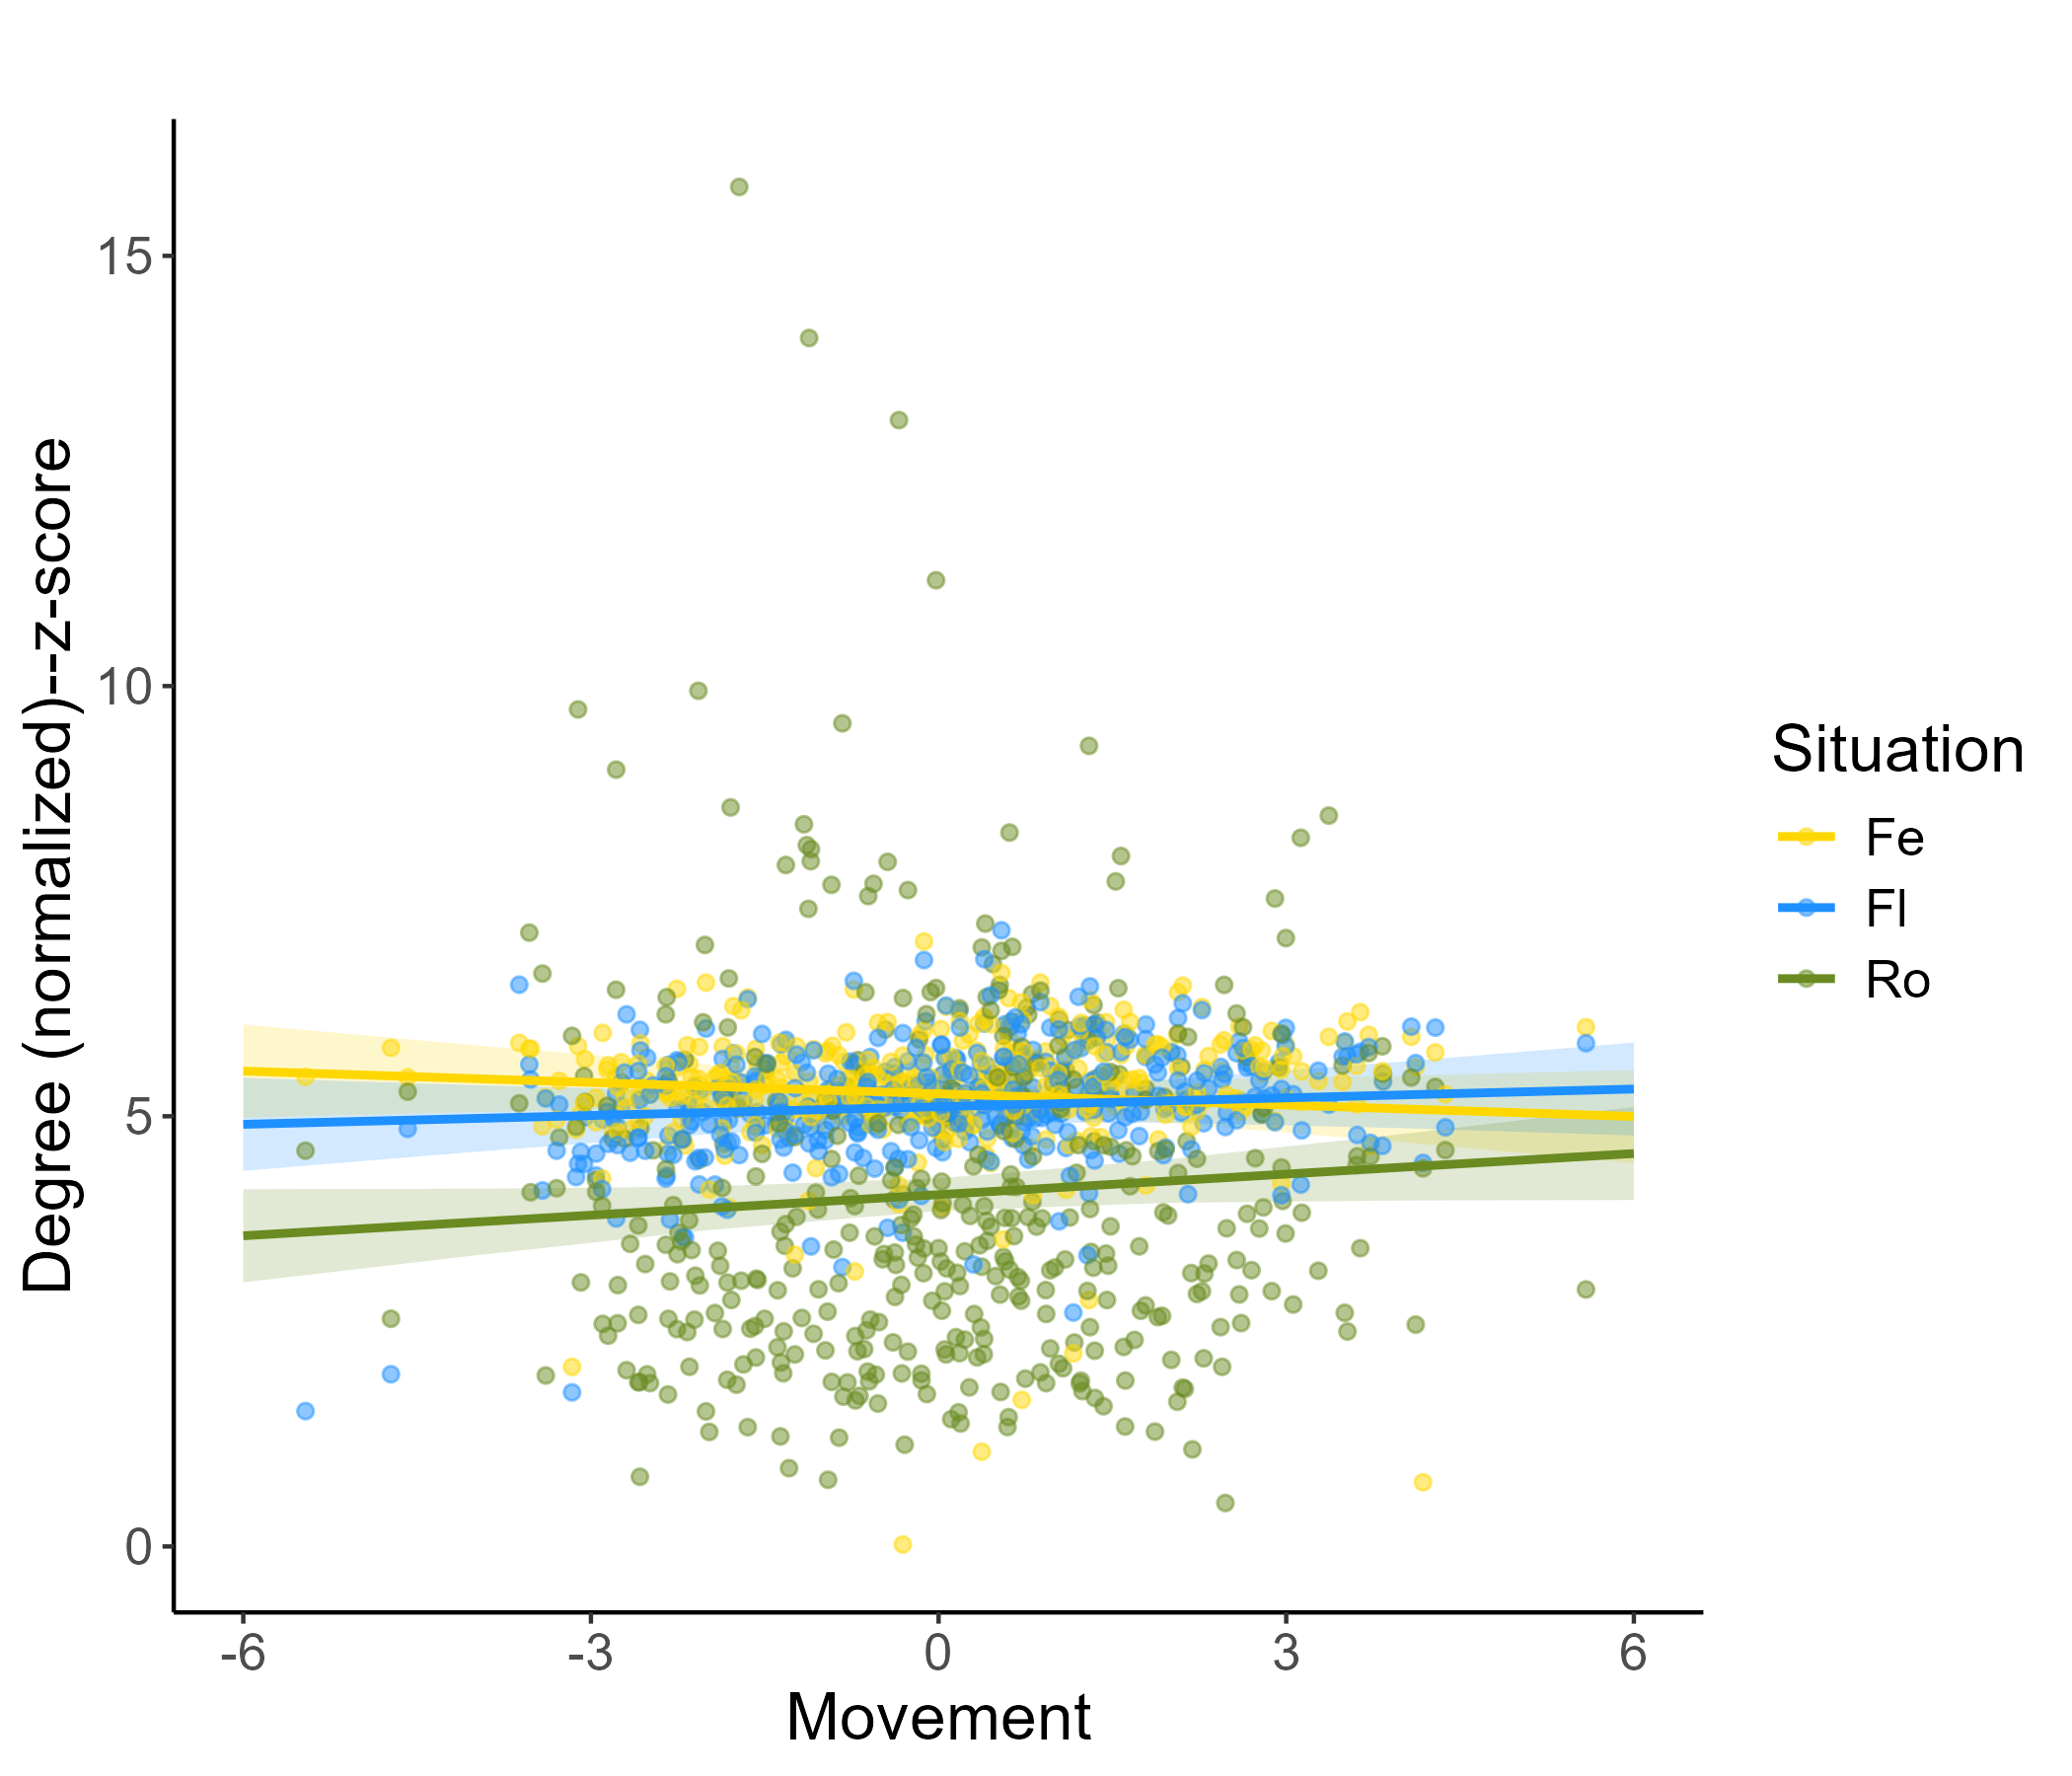 Degree (normalized)--z-score
15
10
5
0
-6
-3
0
3
6
Movement
Situation
Fe
Fl
Ro